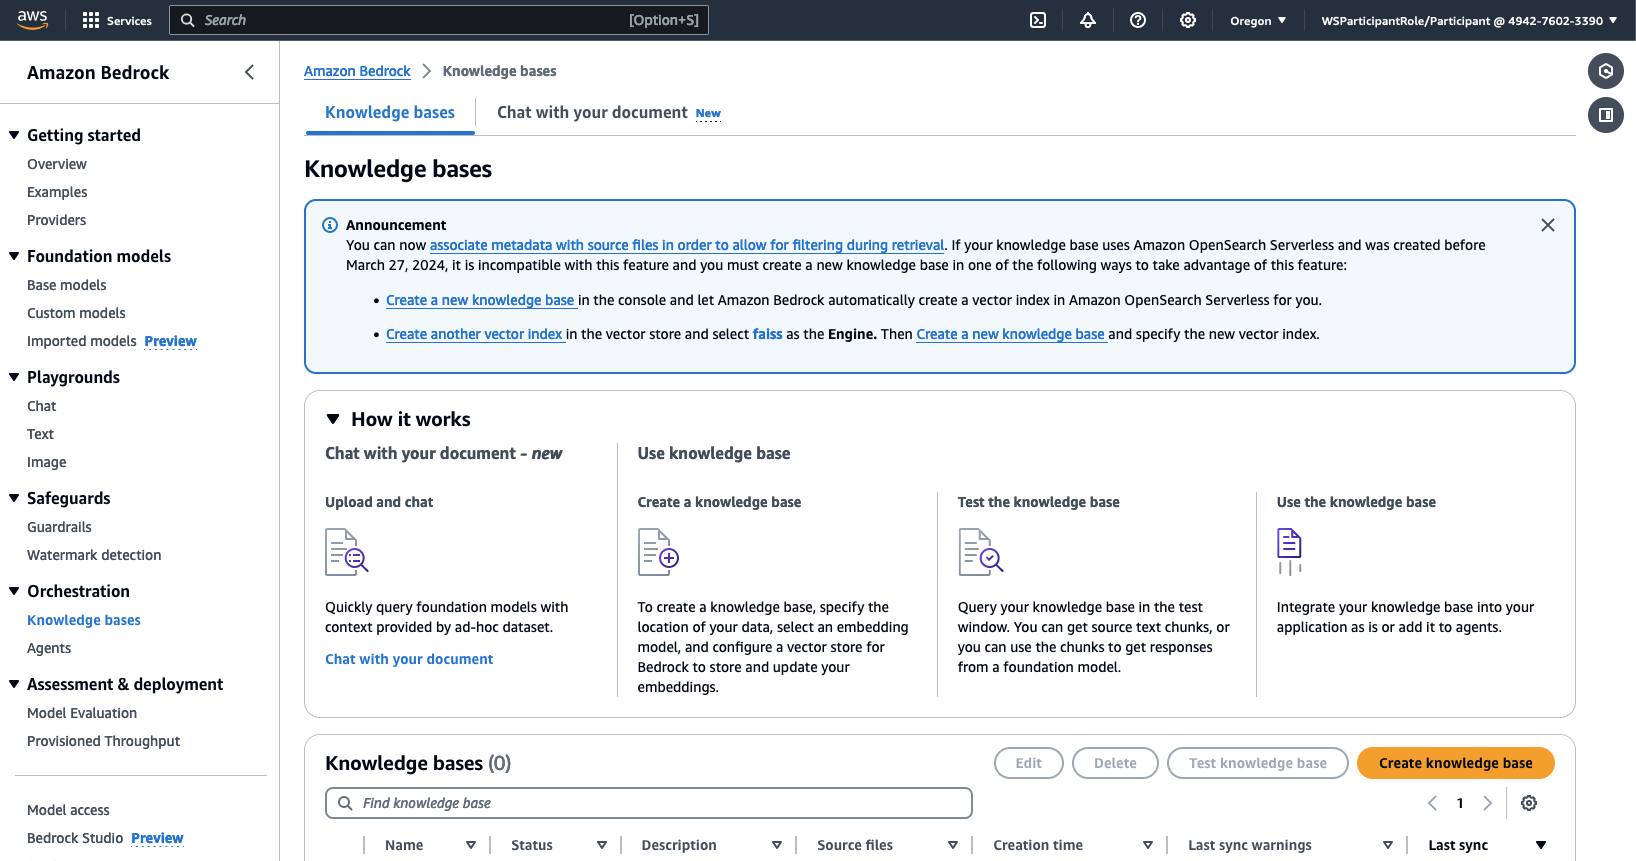 aws
Services
Search
[Option+S]
Oregon
WSParticipantRole/Participant @ 4942-7602-3390
Amazon Bedrock
Getting started
Overview
Examples
Providers
Foundation models
Base models
Custom models
Imported models Preview
Playgrounds
Chat
Text
Image
Safeguards
Guardrails
Watermark detection
Orchestration
Knowledge bases
Agents
Assessment & deployment
Model Evaluation
Provisioned Throughput
Model access
Bedrock Studio Preview
Amazon Bedrock
Knowledge bases
Knowledge bases
Chat with your document New
Knowledge bases
Announcement
You can now associate metadata with source files in order to allow for filtering during retrieval. If your knowledge base uses Amazon OpenSearch Serverless and was created before
March 27, 2024, it is incompatible with this feature and you must create a new knowledge base in one of the following ways to take advantage of this feature:
• Create a new knowledge base in the console and let Amazon Bedrock automatically create a vector index in Amazon OpenSearch Serverless for you.
• Create another vector index in the vector store and select faiss as the Engine. Then Create a new knowledge base and specify the new vector index.
How it works
Chat with your document - new
Upload and chat
Quickly query foundation models with
context provided by ad-hoc dataset.
Chat with your document
Use knowledge base
Create a knowledge base
To create a knowledge base, specify the
location of your data, select an embedding
model, and configure a vector store for
Bedrock to store and update your
embeddings.
Test the knowledge base
Query your knowledge base in the test
window. You can get source text chunks, or
you can use the chunks to get responses
from a foundation model.
Use the knowledge base
Integrate your knowledge base into your
application as is or add it to agents.
Knowledge bases (0)
Edit
Delete
Test knowledge base
Create knowledge base
Find knowledge base
1
Name
Status
Description
Source files
Creation time
Last sync warnings
Last sync